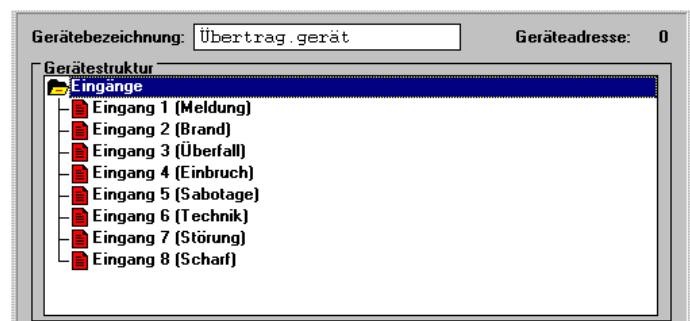 Gerätebezeichnung: Übertrag.gerät Geräteadresse: 0
Gerätestruktur
Eingänge
Eingang 1 (Meldung)
Eingang 2 (Brand)
Eingang 3 (Überfall)
Eingang 4 (Einbruch)
Eingang 5 (Sabotage)
Eingang 6 (Technik)
Eingang 7 (Störung)
Eingang 8 (Scharf)